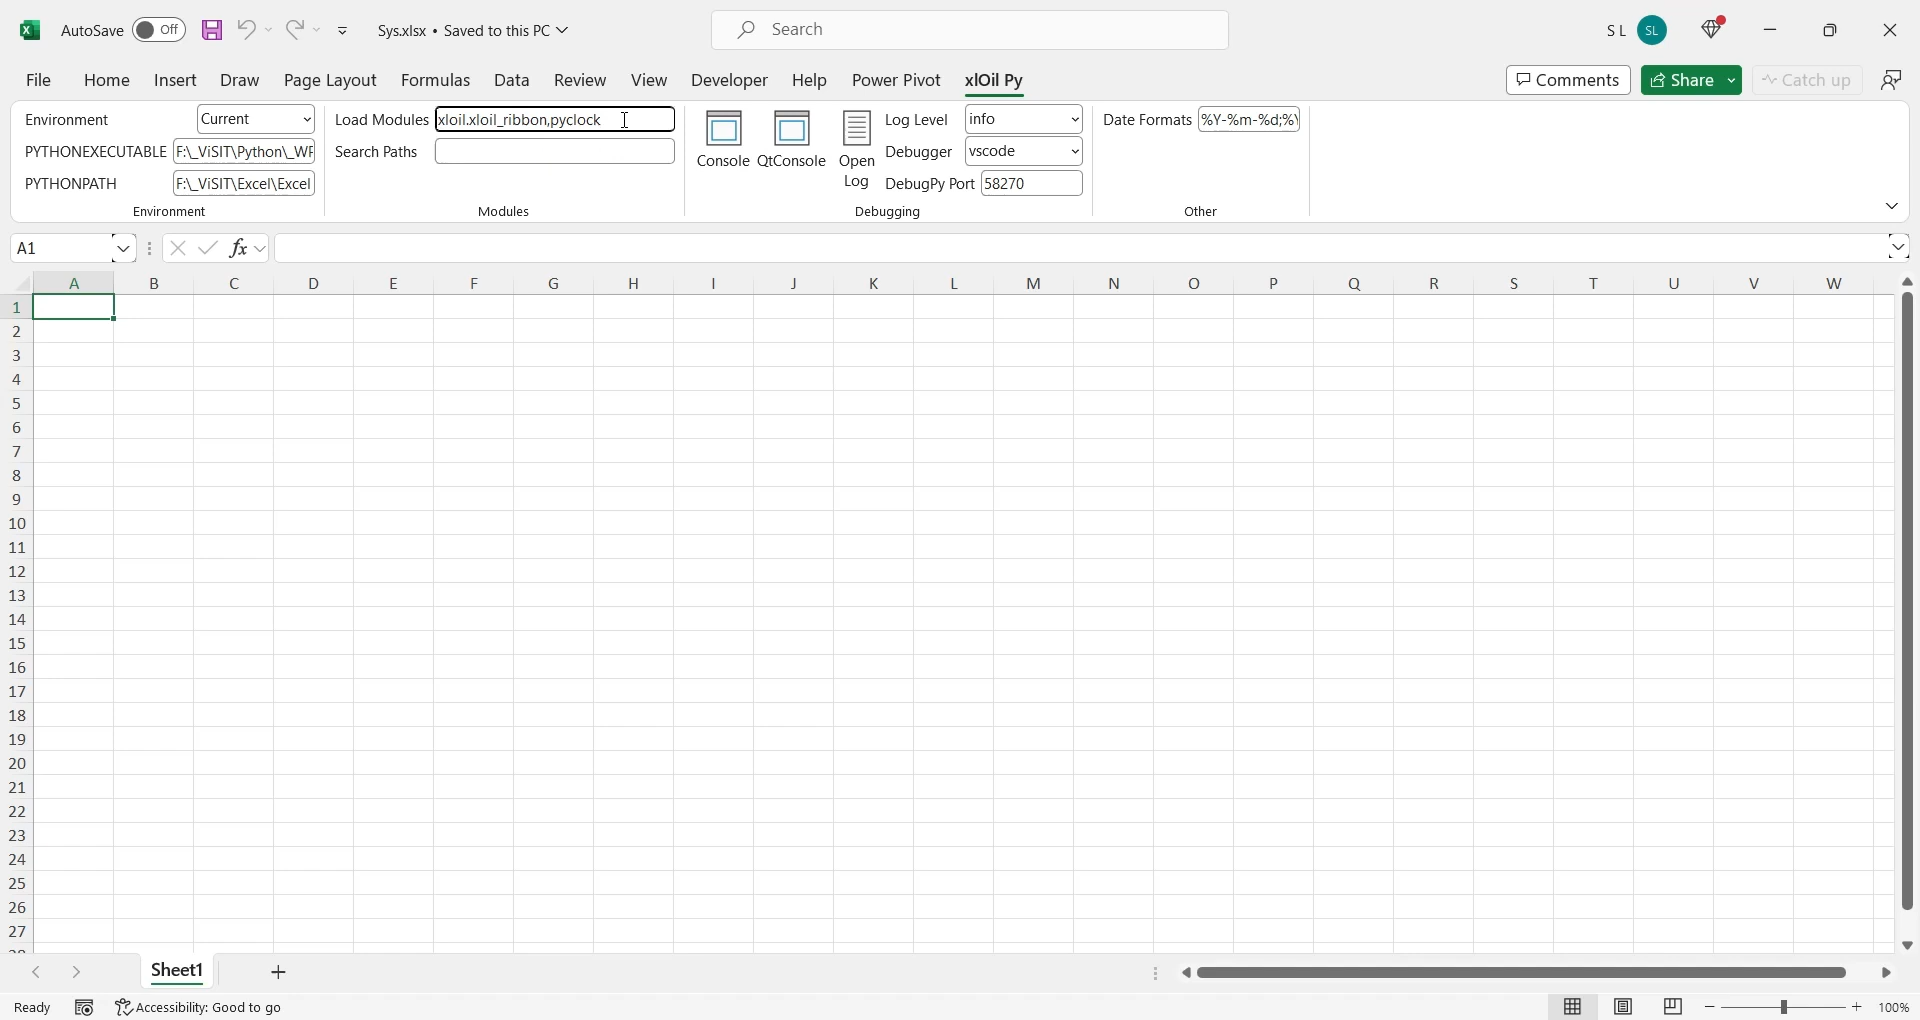 AutoSave Off Sys.xlsx • Saved to this PC Search S L SL
File Home Insert Draw Page Layout Formulas Data Review View Developer Help Power Pivot xlOil Py Comments Share Catch up
Environment Current Load Modules xloil.xloil_ribbon,pyclock Log Level info Date Formats %Y-%m-%d;%Y
PYTHONEXECUTABLE F:\_ViSIT\Python\_WF Search Paths Console QtConsole Open Debugger vscode
PYTHONPATH F:\_ViSIT\Excel\Excel Log DebugPy Port 58270
Environment Modules Debugging Other
A1 fx
A B C D E F G H I J K L M N O P Q R S T U V W
1
2
3
4
5
6
7
8
9
10
11
12
13
14
15
16
17
18
19
20
21
22
23
24
25
26
27
Sheet1
Ready Accessibility: Good to go 100%